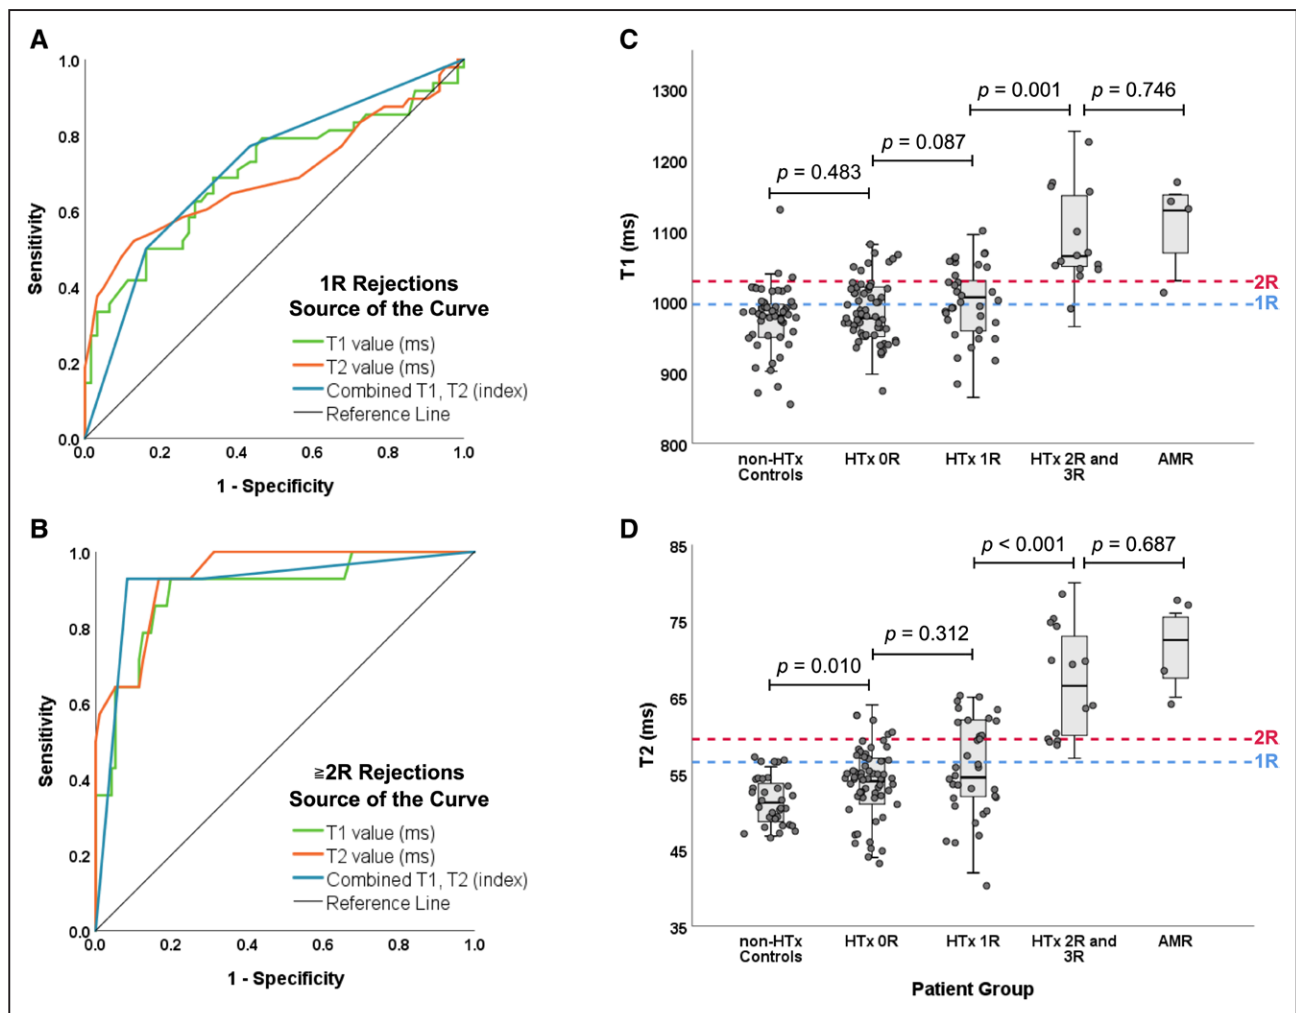 A
1.0
0.8
0.6
0.4
0.2
0.0
Sensitivity
1R Rejections
Source of the Curve
T1 value (ms)
T2 value (ms)
Combined T1, T2 (index)
Reference Line
0.0 0.2 0.4 0.6 0.8 1.0
1 - Specificity
B
1.0
0.8
0.6
0.4
0.2
0.0
Sensitivity
≧2R Rejections
Source of the Curve
T1 value (ms)
T2 value (ms)
Combined T1, T2 (index)
Reference Line
0.0 0.2 0.4 0.6 0.8 1.0
1 - Specificity
C
1300
1200
1100
1000
900
800
T1 (ms)
p = 0.483
p = 0.087
p = 0.001
p = 0.746
2R
1R
non-HTx Controls
HTx 0R
HTx 1R
HTx 2R and 3R
AMR
D
85
75
65
55
45
35
T2 (ms)
p = 0.010
p = 0.312
p < 0.001
p = 0.687
2R
1R
non-HTx Controls
HTx 0R
HTx 1R
HTx 2R and 3R
AMR
Patient Group